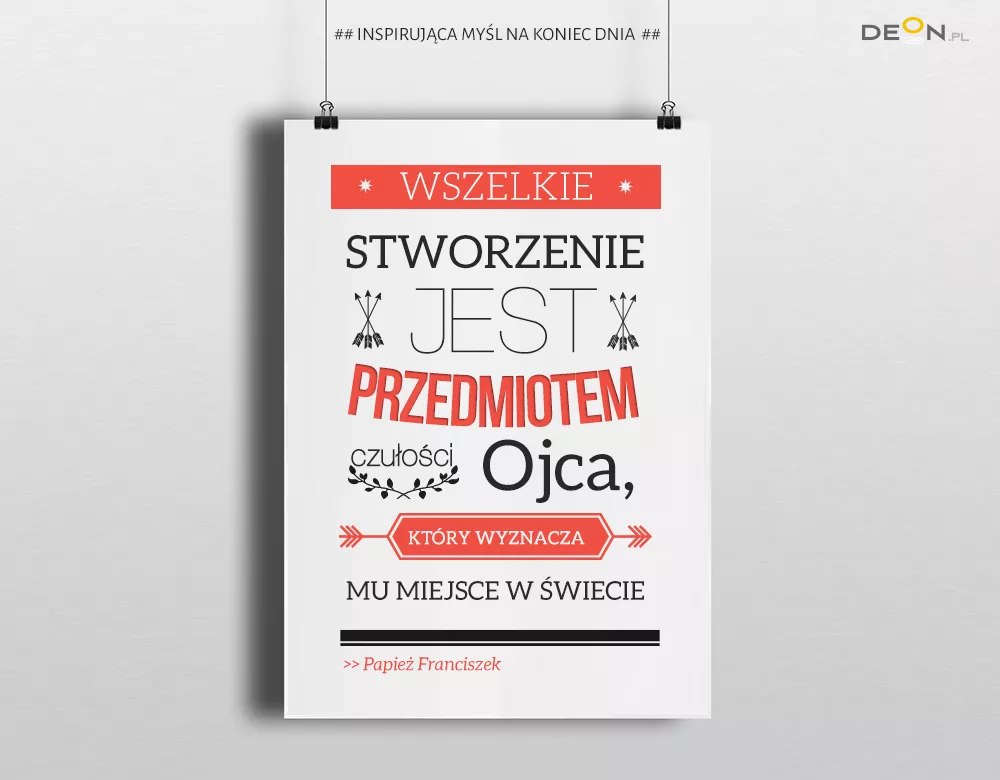 ## INSPIRUJĄCA MYŚL NA KONIEC DNIA ##
DEON.PL
WSZELKIE
STWORZENIE
JEST
PRZEDMIOTEM
czułości Ojca,
KTÓRY WYZNACZA
MU MIEJSCE W ŚWIECIE
>> Papież Franciszek